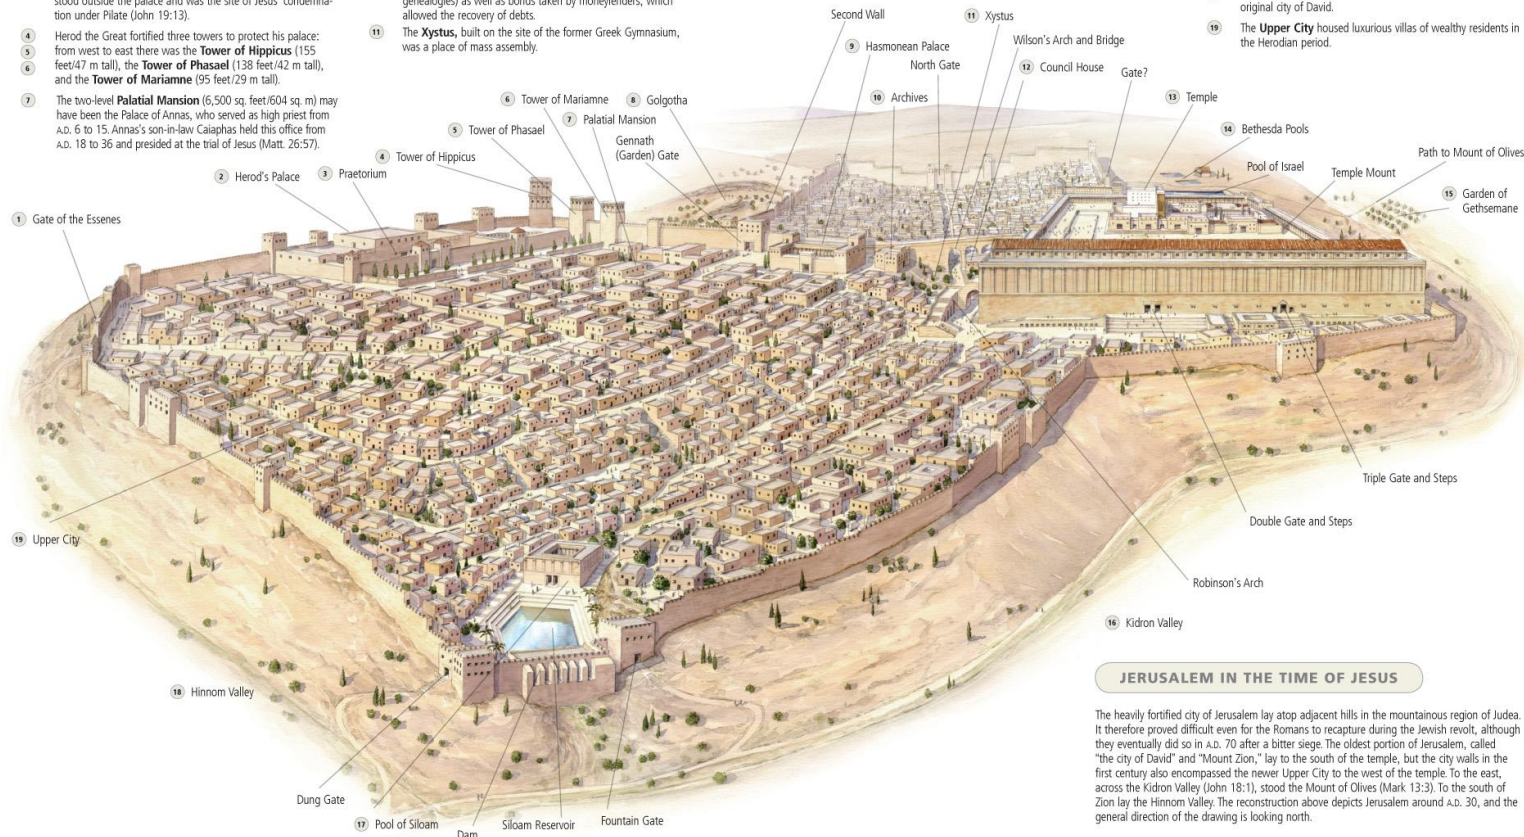 stood outside the palace and was the site of Jesus' condemna-
tion under Pilate (John 19:13).
4 Herod the Great fortified three towers to protect his palace:
5 from west to east there was the Tower of Hippicus (155
6 feet/47 m tall), the Tower of Phasael (138 feet/42 m tall),
and the Tower of Mariamne (95 feet/29 m tall).
7 The two-level Palatial Mansion (6,500 sq. feet/604 sq. m) may
have been the Palace of Annas, who served as high priest from
A.D. 6 to 15. Annas's son-in-law Caiaphas held this office from
A.D. 18 to 36 and presided at the trial of Jesus (Matt. 26:57).
genealogies) as well as bonds taken by moneylenders, which
allowed the recovery of debts.
11 The Xystus, built on the site of the former Greek Gymnasium,
was a place of mass assembly.
original city of David.
19 The Upper City housed luxurious villas of wealthy residents in
the Herodian period.
Second Wall
11 Xystus
9 Hasmonean Palace
Wilson's Arch and Bridge
North Gate
12 Council House
Gate?
10 Archives
13 Temple
6 Tower of Mariamne
8 Golgotha
7 Palatial Mansion
5 Tower of Phasael
Gennath
(Garden) Gate
14 Bethesda Pools
4 Tower of Hippicus
Path to Mount of Olives
Pool of Israel
Temple Mount
2 Herod's Palace
3 Praetorium
15 Garden of
Gethsemane
1 Gate of the Essenes
Triple Gate and Steps
Double Gate and Steps
19 Upper City
Robinson's Arch
16 Kidron Valley
18 Hinnom Valley
Dung Gate
17 Pool of Siloam
Dam
Siloam Reservoir
Fountain Gate
JERUSALEM IN THE TIME OF JESUS
The heavily fortified city of Jerusalem lay atop adjacent hills in the mountainous region of Judea.
It therefore proved difficult even for the Romans to recapture during the Jewish revolt, although
they eventually did so in A.D. 70 after a bitter siege. The oldest portion of Jerusalem, called
"the city of David" and "Mount Zion," lay to the south of the temple, but the city walls in the
first century also encompassed the newer Upper City to the west of the temple. To the east,
across the Kidron Valley (John 18:1), stood the Mount of Olives (Mark 13:3). To the south of
Zion lay the Hinnom Valley. The reconstruction above depicts Jerusalem around A.D. 30, and the
general direction of the drawing is looking north.